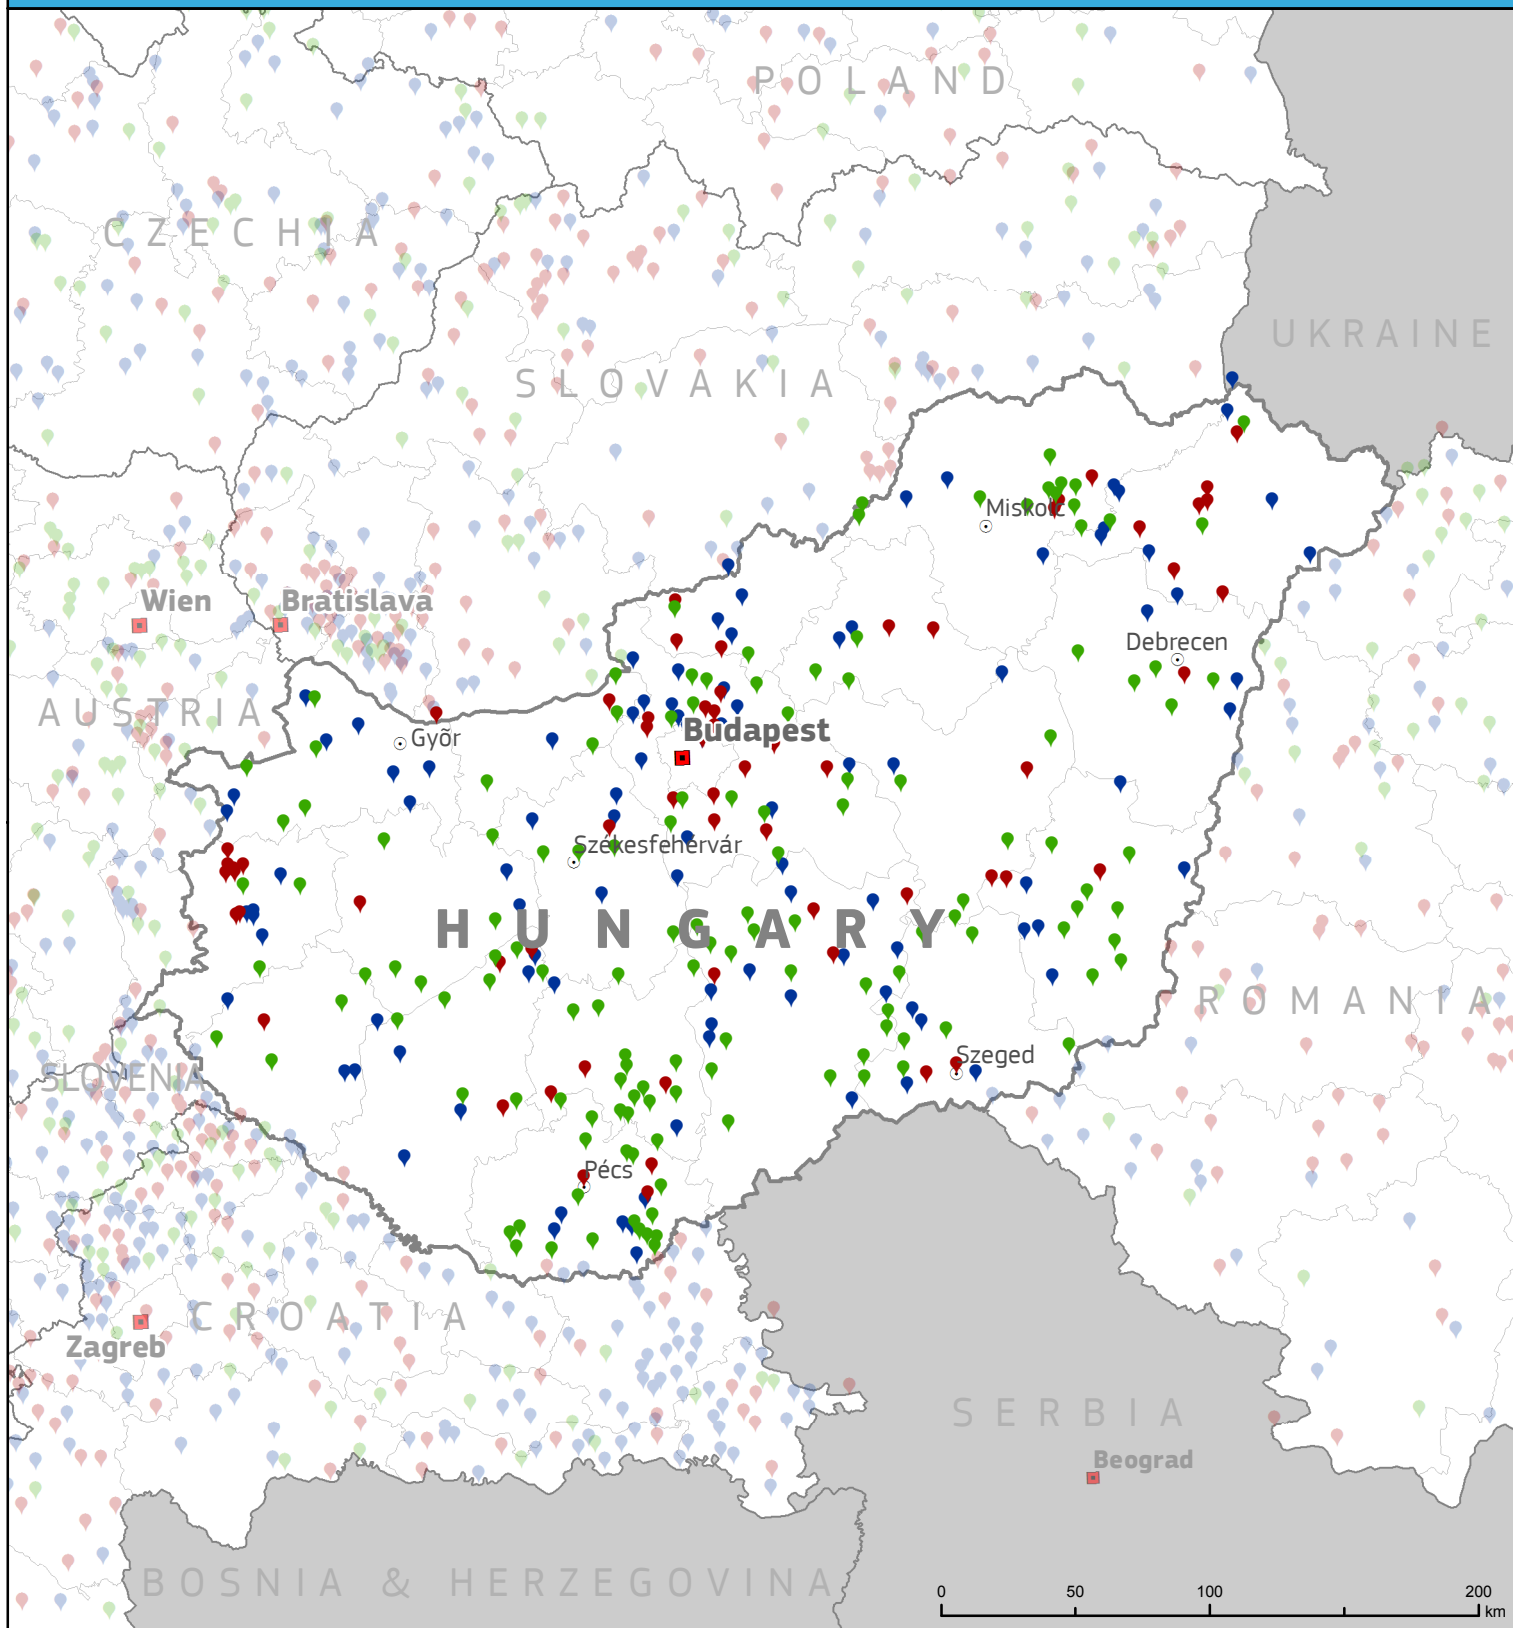 POLAND
CZECHIA
UKRAINE
SLOVAKIA
Miskolc
Wien
Bratislava
Debrecen
AUSTRIA
Győr
Budapest
Székesfehérvár
HUNGARY
ROMANIA
Szeged
SLOVENIA
Pécs
CROATIA
Zagreb
SERBIA
Beograd
BOSNIA & HERZEGOVINA
0 50 100 200
km